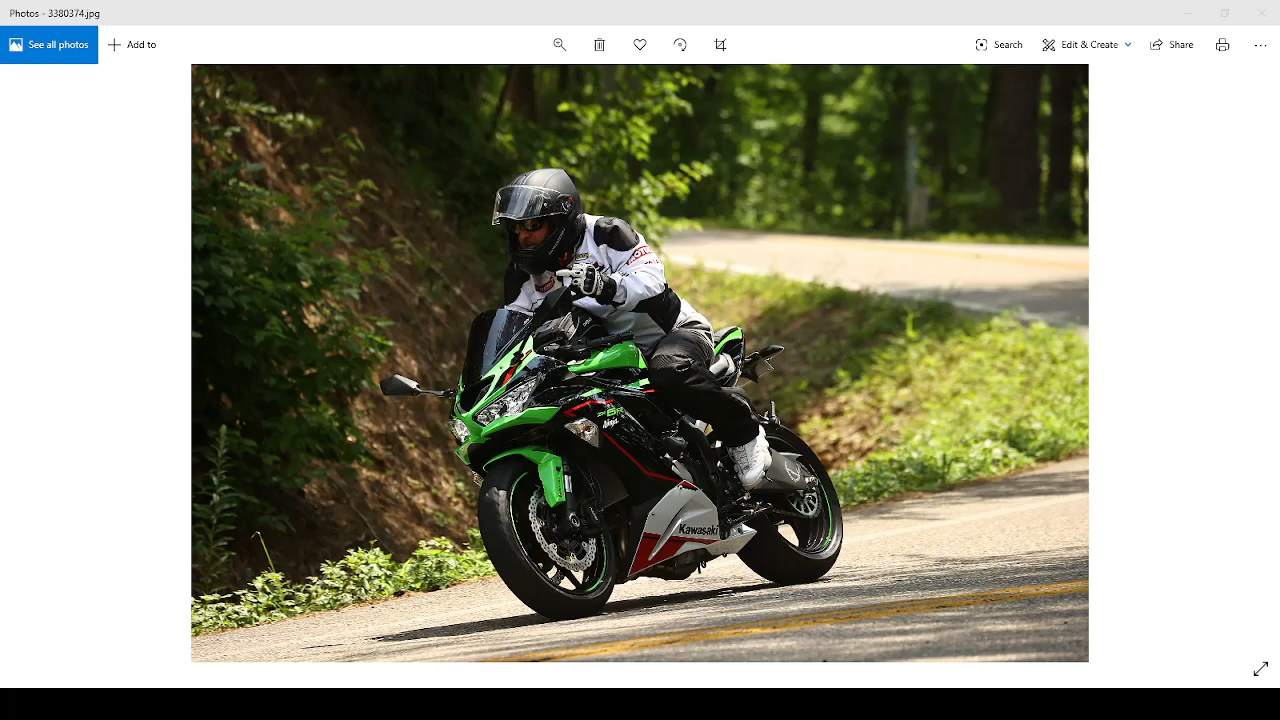 Photos - 3380374.jpg
See all photos
Add to
Search
Edit & Create
Share
ZX 6R
Ninja
Kawasaki